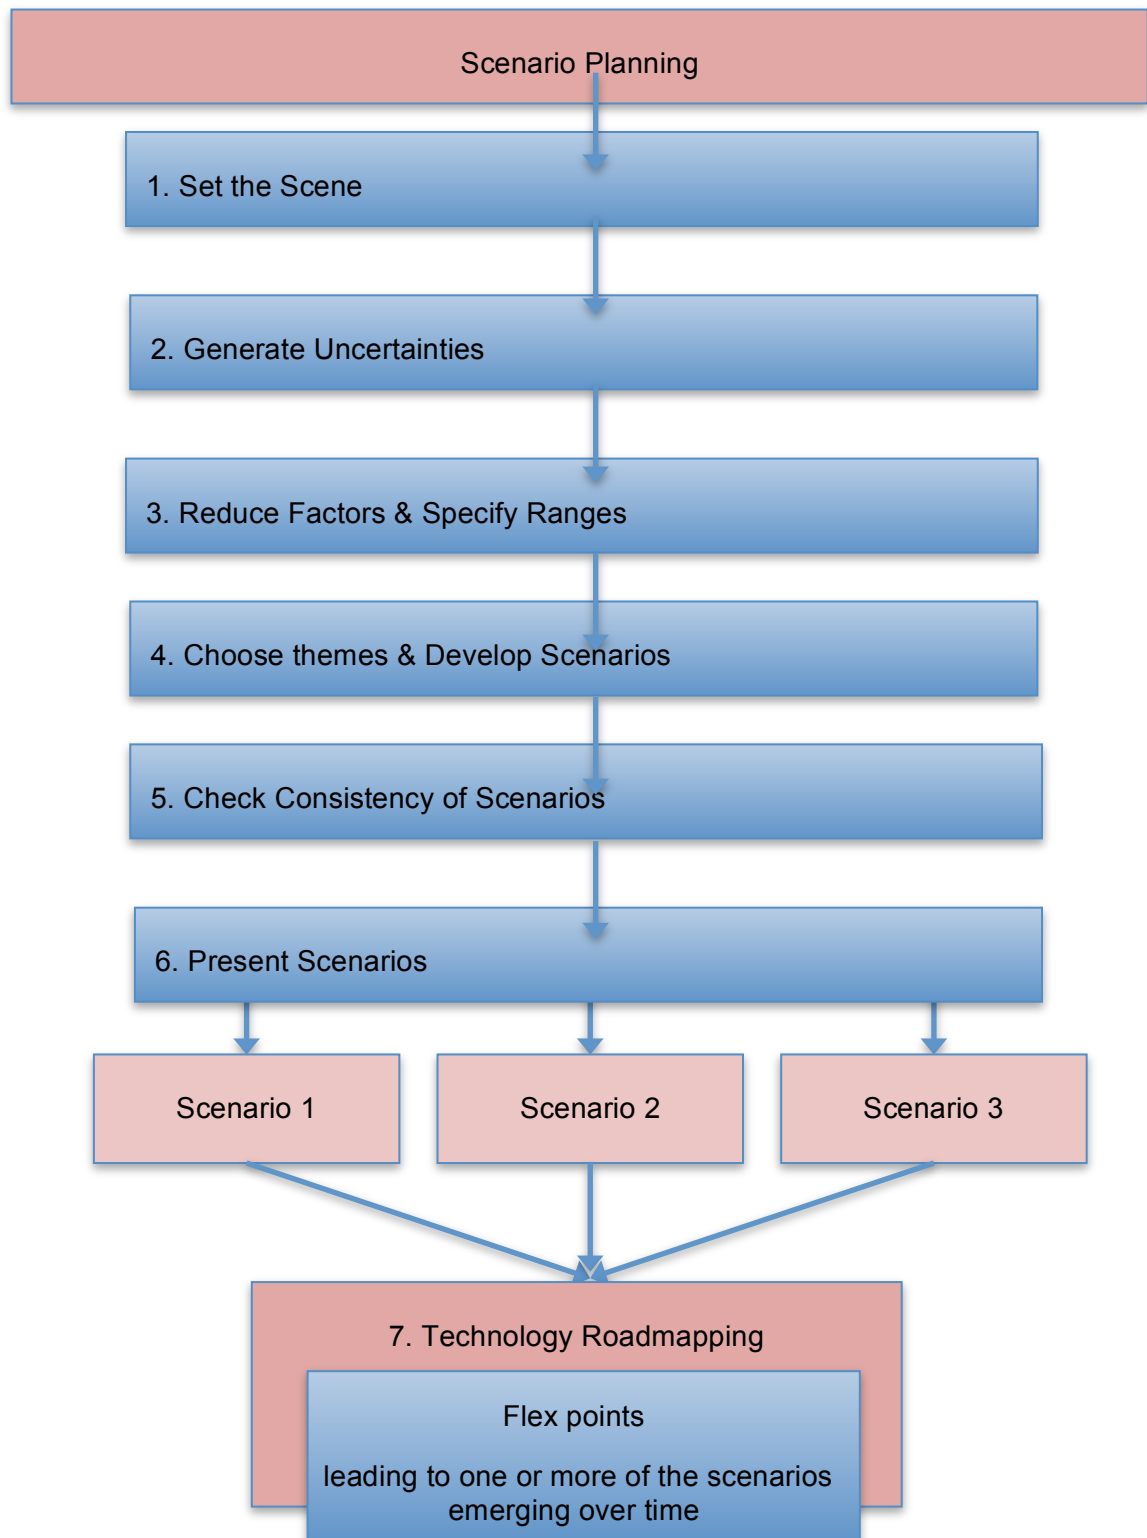 Scenario Planning
1. Set the Scene
2. Generate Uncertainties
3. Reduce Factors & Specify Ranges
4. Choose themes & Develop Scenarios
5. Check Consistency of Scenarios
6. Present Scenarios
Scenario 1
Scenario 2
Scenario 3
7. Technology Roadmapping
Flex points
leading to one or more of the scenarios
emerging over time